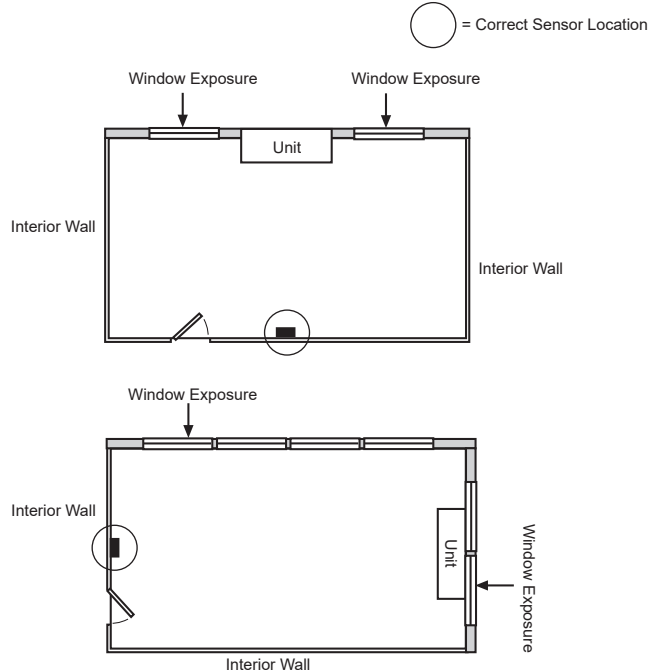 = Correct Sensor Location
Window Exposure
Window Exposure
Unit
Interior Wall
Interior Wall
Window Exposure
Interior Wall
Unit
Window Exposure
Interior Wall